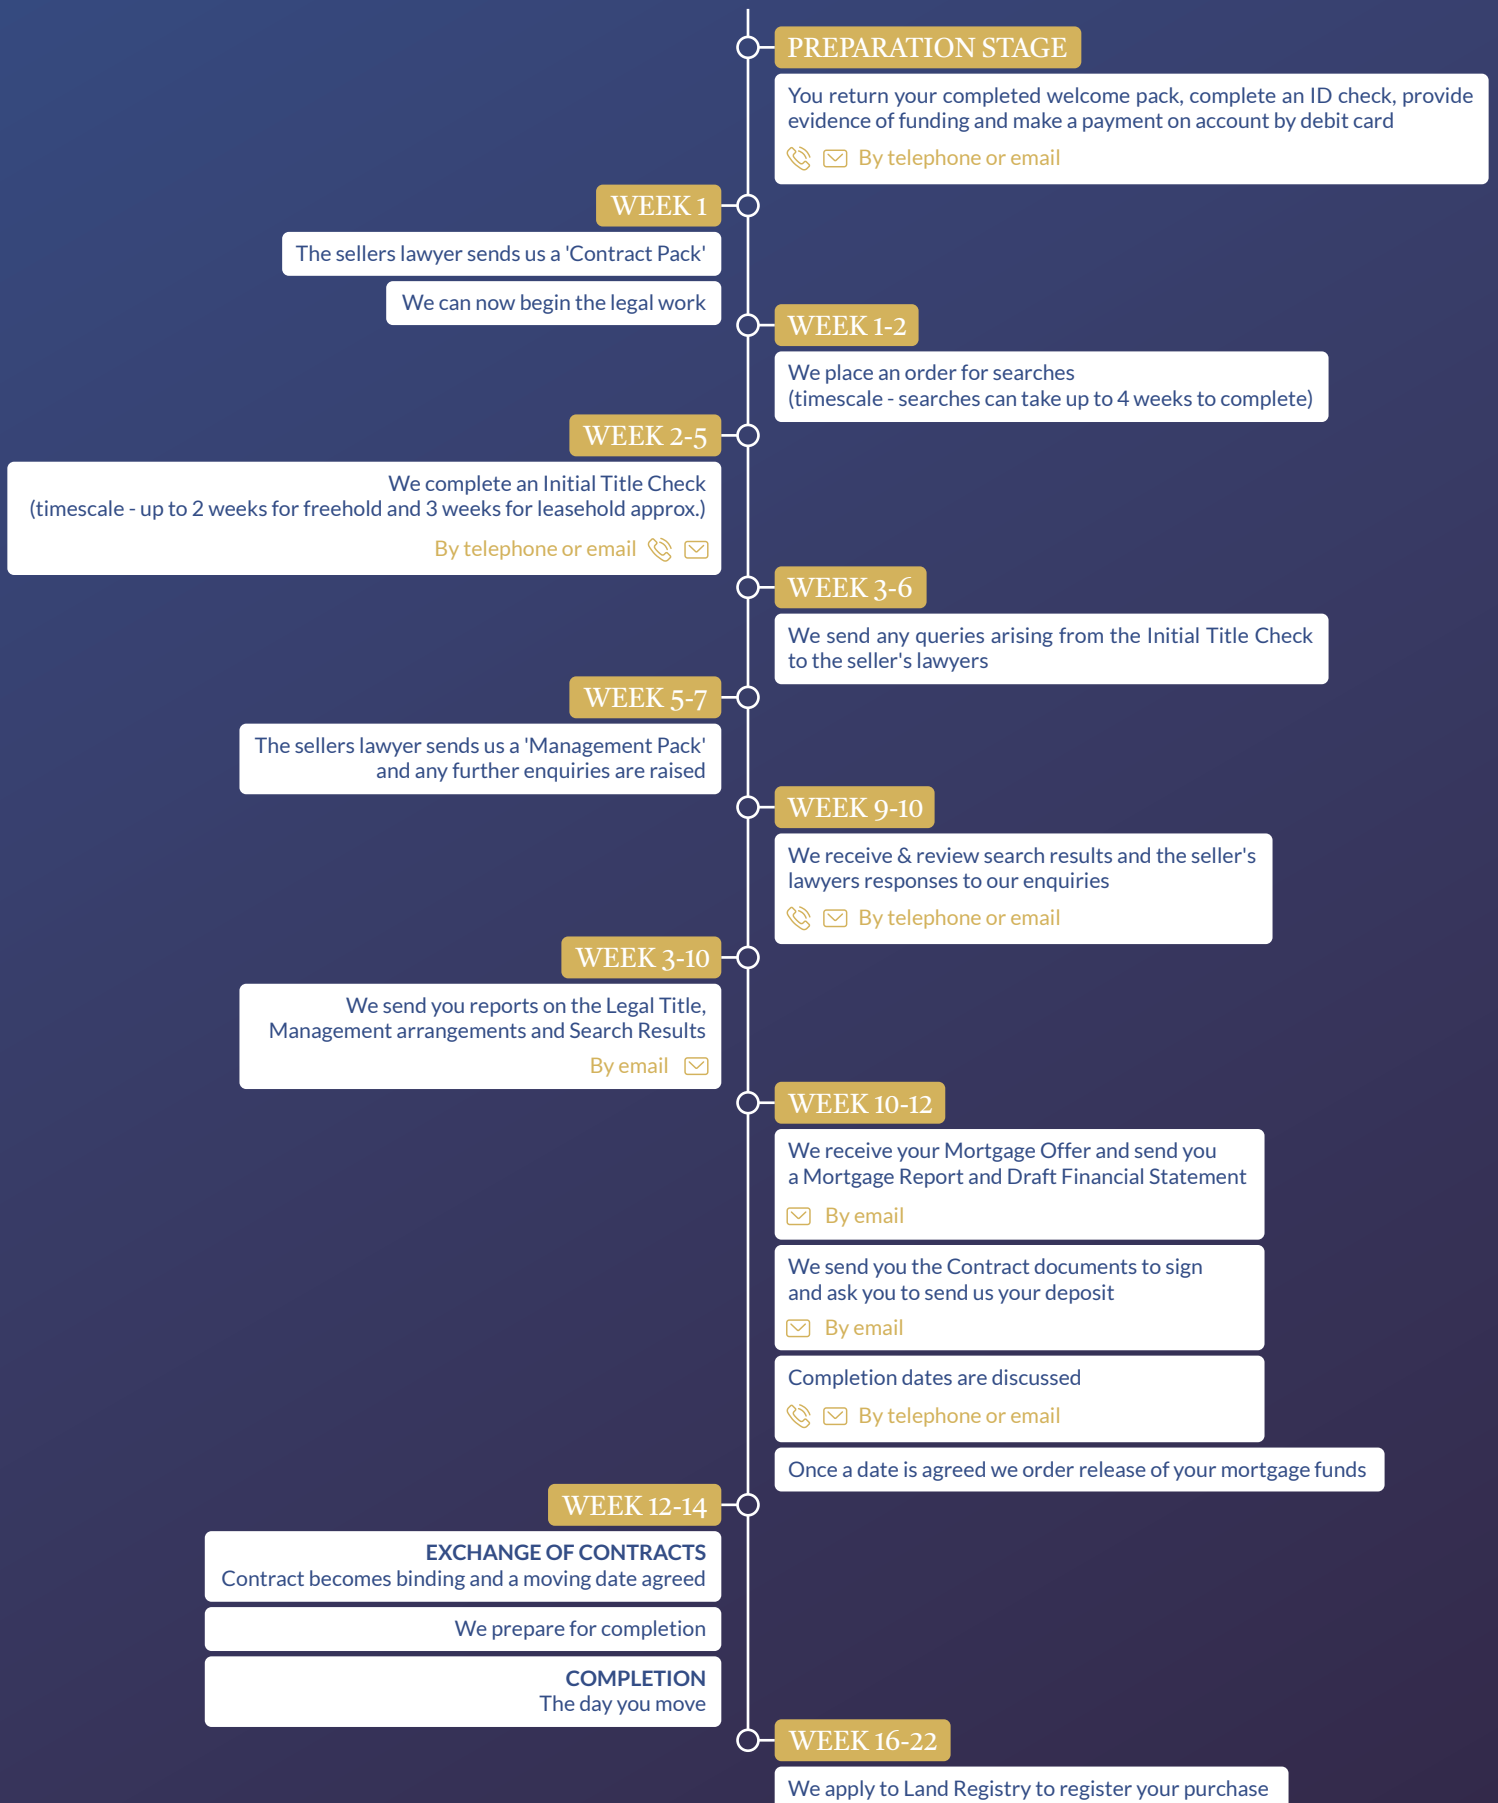 PREPARATION STAGE
You return your completed welcome pack, complete an ID check, provide
evidence of funding and make a payment on account by debit card
By telephone or email
WEEK 1
The sellers lawyer sends us a 'Contract Pack'
We can now begin the legal work
WEEK 1-2
We place an order for searches
(timescale - searches can take up to 4 weeks to complete)
WEEK 2-5
We complete an Initial Title Check
(timescale - up to 2 weeks for freehold and 3 weeks for leasehold approx.)
By telephone or email
WEEK 3-6
We send any queries arising from the Initial Title Check
to the seller's lawyers
WEEK 5-7
The sellers lawyer sends us a 'Management Pack'
and any further enquiries are raised
WEEK 9-10
We receive & review search results and the seller's
lawyers responses to our enquiries
By telephone or email
WEEK 3-10
We send you reports on the Legal Title,
Management arrangements and Search Results
By email
WEEK 10-12
We receive your Mortgage Offer and send you
a Mortgage Report and Draft Financial Statement
By email
We send you the Contract documents to sign
and ask you to send us your deposit
By email
Completion dates are discussed
By telephone or email
Once a date is agreed we order release of your mortgage funds
WEEK 12-14
EXCHANGE OF CONTRACTS
Contract becomes binding and a moving date agreed
We prepare for completion
COMPLETION
The day you move
WEEK 16-22
We apply to Land Registry to register your purchase